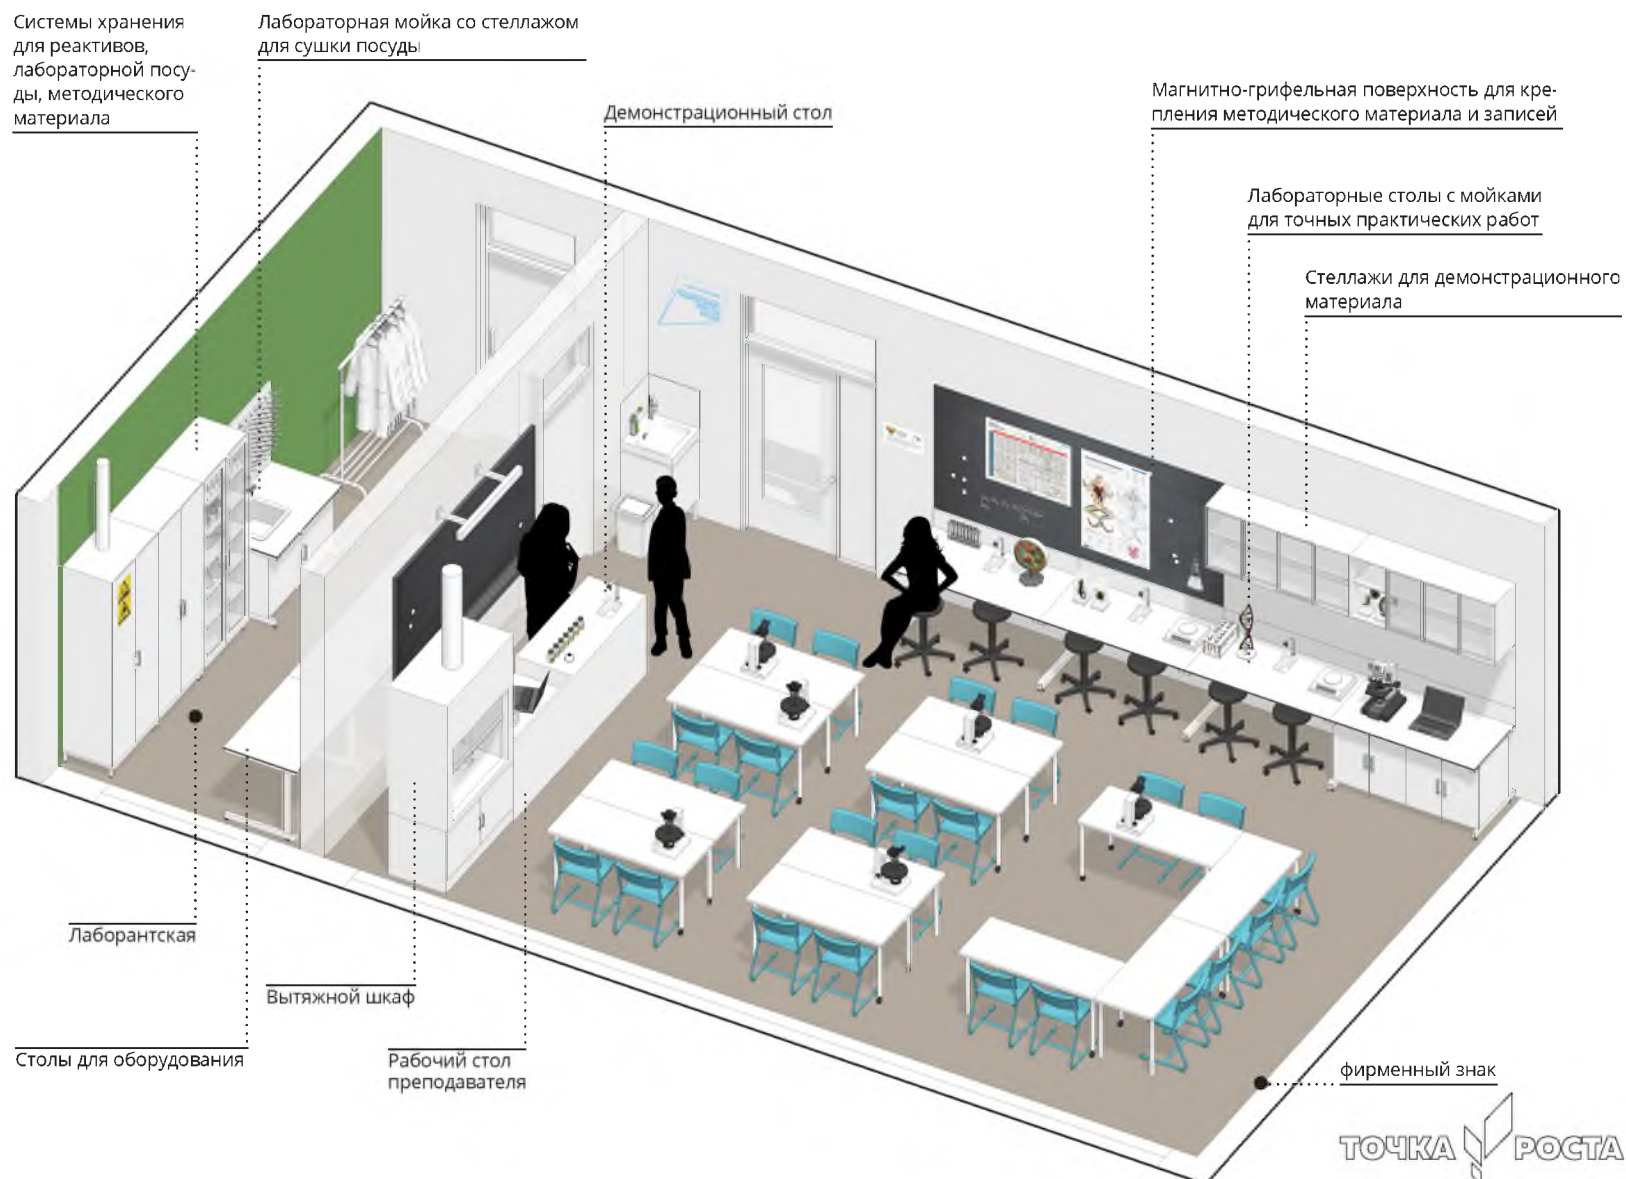 Системы хранения
для реактивов,
лабораторной посу-
ды, методического
материала
Лабораторная мойка со стеллажом
для сушки посуды
Демонстрационный стол
Магнитно-грифельная поверхность для кре-
пления методического материала и записей
Лабораторные столы с мойками
для точных практических работ
Стеллажи для демонстрационного
материала
Лаборантская
Вытяжной шкаф
Столы для оборудования
Рабочий стол
преподавателя
фирменный знак
ТОЧКА РОСТА